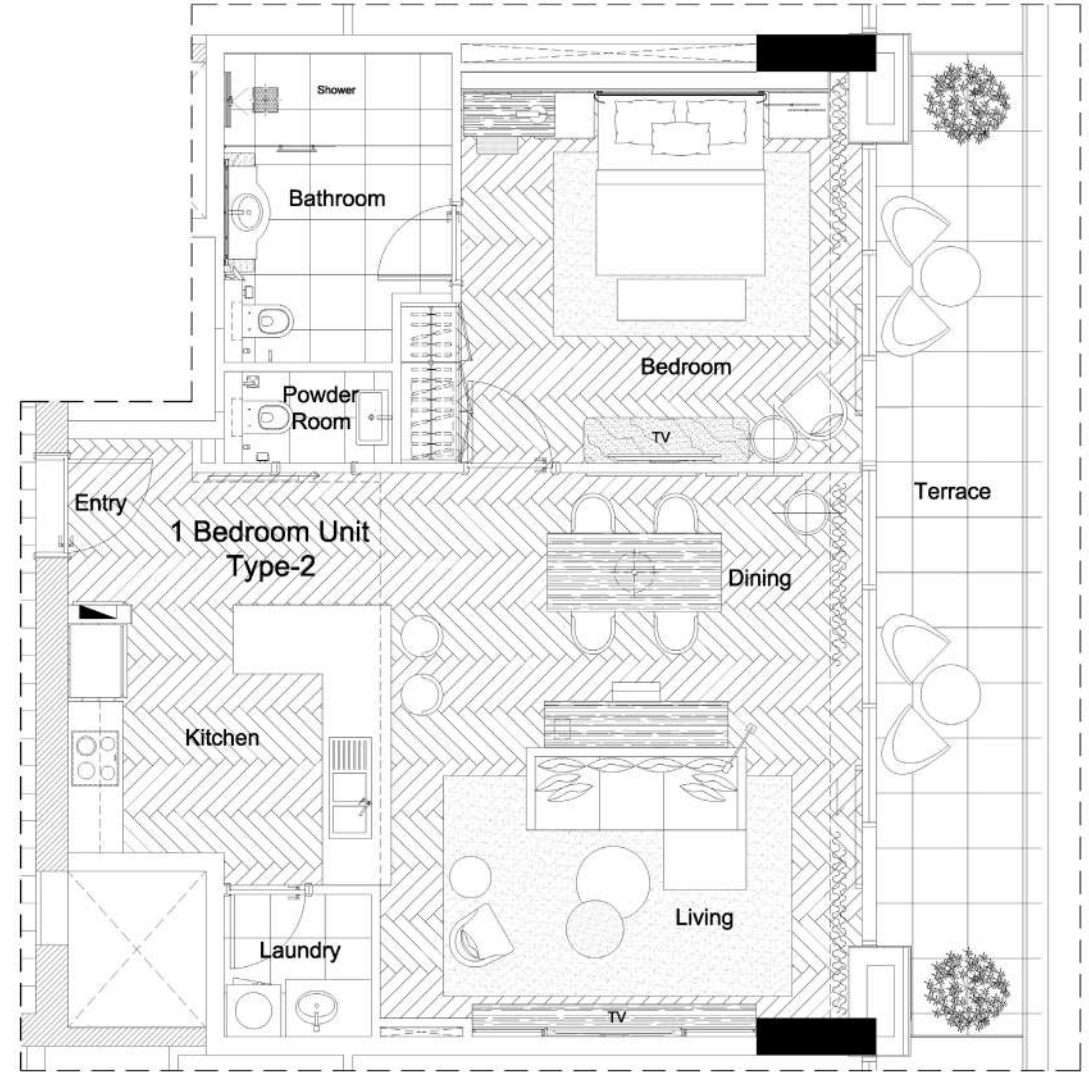 Shower
Bathroom
Bedroom
Powder
Room
TV
Entry
Terrace
1 Bedroom Unit
Type-2
Dining
Kitchen
Living
Laundry
TV